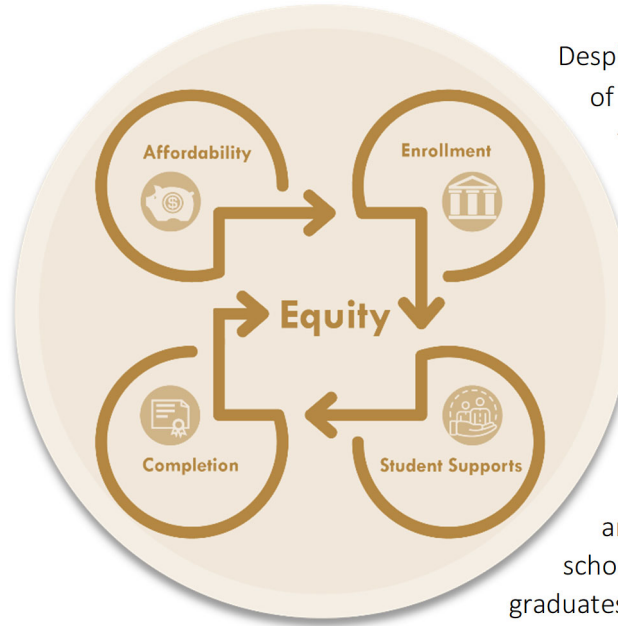 Desp
of
Affordability
Enrollment
$
Equity
Completion
Student Supports
ar
scho
graduates